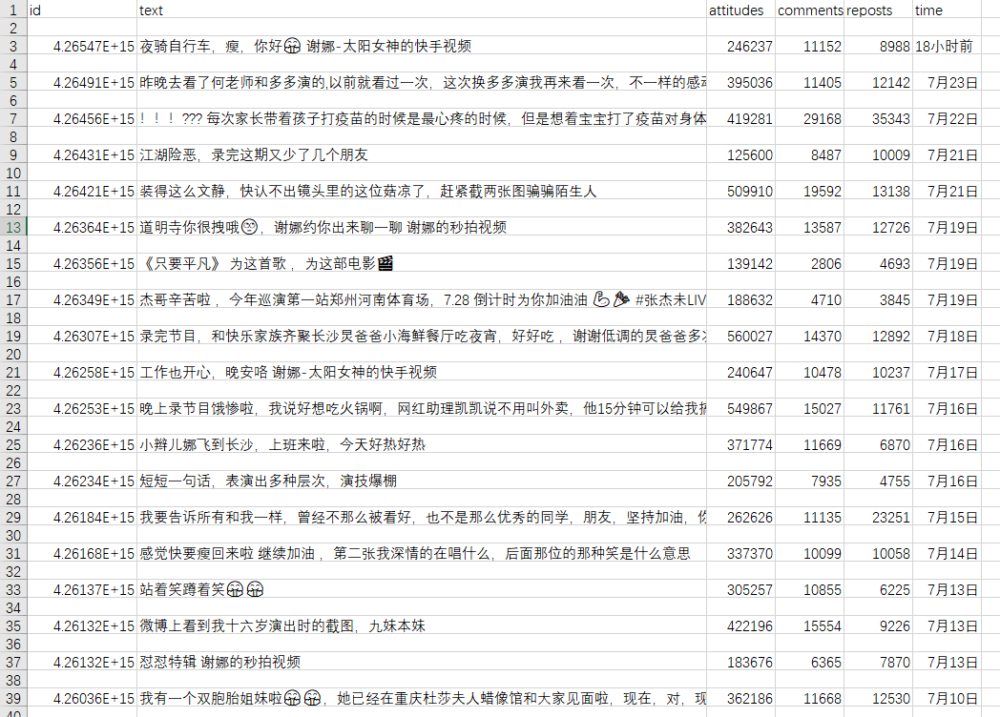 1 id text attitudes comments reposts time
2
3 4.26547E+15 夜骑自行车，瘦，你好😁 谢娜-太阳女神的快手视频 246237 11152 8988 18小时前
4
5 4.26491E+15 昨晚去看了何老师和多多演的,以前就看过一次，这次换多多演我再来看一次，不一样的感 395036 11405 12142 7月23日
6
7 4.26456E+15 ！！！??? 每次家长带着孩子打疫苗的时候是最心疼的时候，但是想着宝宝打了疫苗对身体 419281 29168 35343 7月22日
8
9 4.26431E+15 江湖险恶，录完这期又少了几个朋友 125600 8487 10009 7月21日
10
11 4.26421E+15 装得这么文静，快认不出镜头里的这位菇凉了，赶紧截两张图骗骗陌生人 509910 19592 13138 7月21日
12
13 4.26364E+15 道明寺你很拽哦😏，谢娜约你出来聊一聊 谢娜的秒拍视频 382643 13587 12726 7月19日
14
15 4.26356E+15 《只要平凡》 为这首歌 ，为这部电影🎬 139142 2806 4693 7月19日
16
17 4.26349E+15 杰哥辛苦啦 ，今年巡演第一站郑州河南体育场，7.28 倒计时为你加油油 💪🎉 #张杰未LIV 188632 4710 3845 7月19日
18
19 4.26307E+15 录完节目，和快乐家族齐聚长沙炅爸爸小海鲜餐厅吃夜宵，好好吃 ，谢谢低调的炅爸爸多 560027 14370 12892 7月18日
20
21 4.26258E+15 工作也开心，晚安咯 谢娜-太阳女神的快手视频 240647 10478 10237 7月17日
22
23 4.26253E+15 晚上录节目饿惨啦，我说好想吃火锅啊，网红助理凯凯说不用叫外卖，他15分钟可以给我 549867 15027 11761 7月16日
24
25 4.26236E+15 小辫儿娜飞到长沙，上班来啦，今天好热好热 371774 11669 6870 7月16日
26
27 4.26234E+15 短短一句话，表演出多种层次，演技爆棚 205792 7935 4755 7月16日
28
29 4.26184E+15 我要告诉所有和我一样，曾经不那么被看好，也不是那么优秀的同学，朋友，坚持加油， 262626 11135 23251 7月15日
30
31 4.26168E+15 感觉快要瘦回来啦 继续加油 ，第二张我深情的在唱什么，后面那位的那种笑是什么意思 337370 10099 10058 7月14日
32
33 4.26137E+15 站着笑蹲着笑😁😁 305257 10855 6225 7月13日
34
35 4.26132E+15 微博上看到我十六岁演出时的截图，九妹本妹 422196 15554 9226 7月13日
36
37 4.26132E+15 怼怼特辑 谢娜的秒拍视频 183676 6365 7870 7月13日
38
39 4.26036E+15 我有一个双胞胎姐妹啦😁😁，她已经在重庆杜莎夫人蜡像馆和大家见面啦，现在，对，现 362186 11668 12530 7月10日